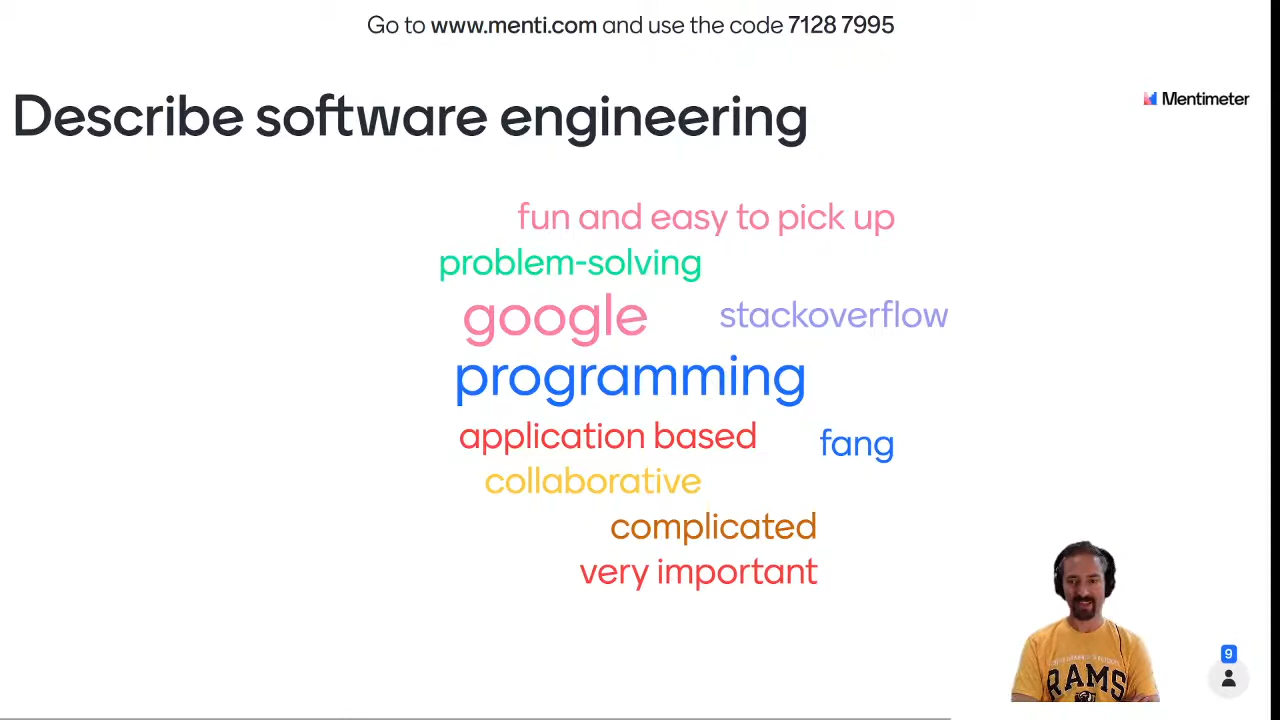 Go to www.menti.com and use the code 7128 7995
Mentimeter
Describe software engineering
fun and easy to pick up
problem-solving
google
stackoverflow
programming
application based
fang
collaborative
complicated
very important
RAMS
9